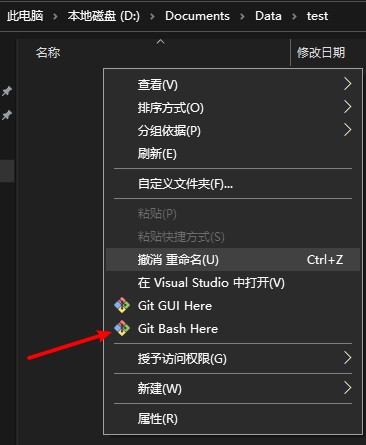 此电脑 > 本地磁盘 (D:) > Documents > Data > test
名称 修改日期
查看(V)
排序方式(O)
分组依据(P)
刷新(E)
自定义文件夹(F)...
粘贴(P)
粘贴快捷方式(S)
撤消 重命名(U) Ctrl+Z
在 Visual Studio 中打开(V)
Git GUI Here
Git Bash Here
授予访问权限(G)
新建(W)
属性(R)